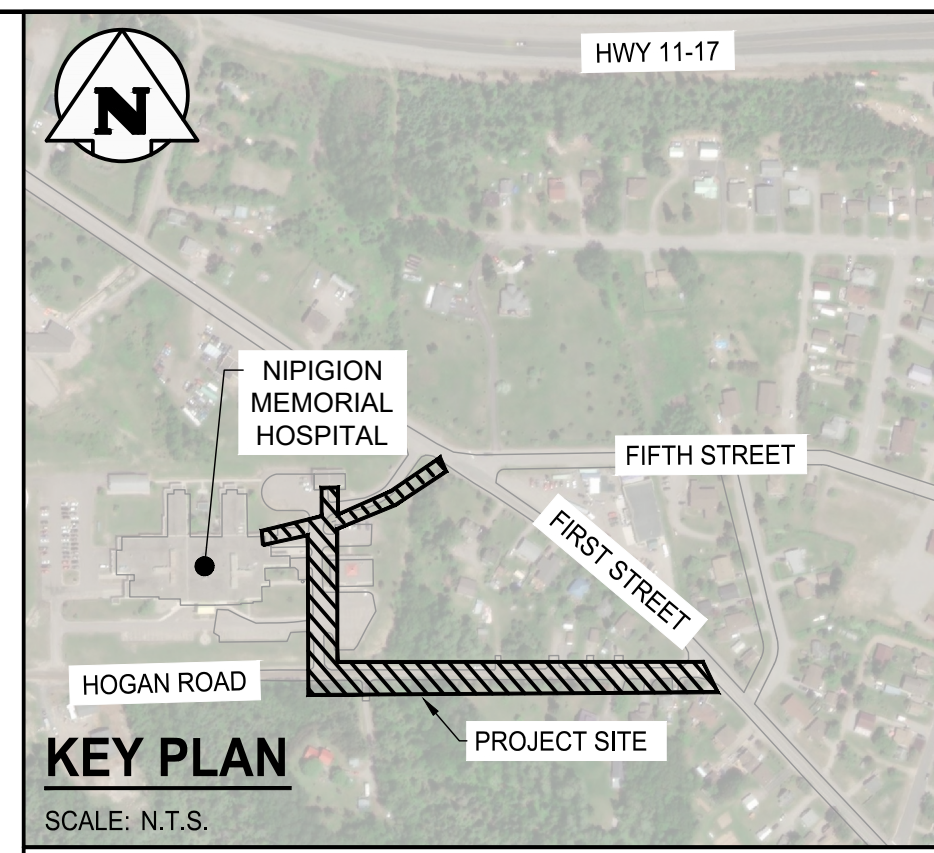 N
HWY 11-17
NIPIGION
MEMORIAL
HOSPITAL
FIFTH STREET
FIRST STREET
HOGAN ROAD
PROJECT SITE
KEY PLAN
SCALE: N.T.S.